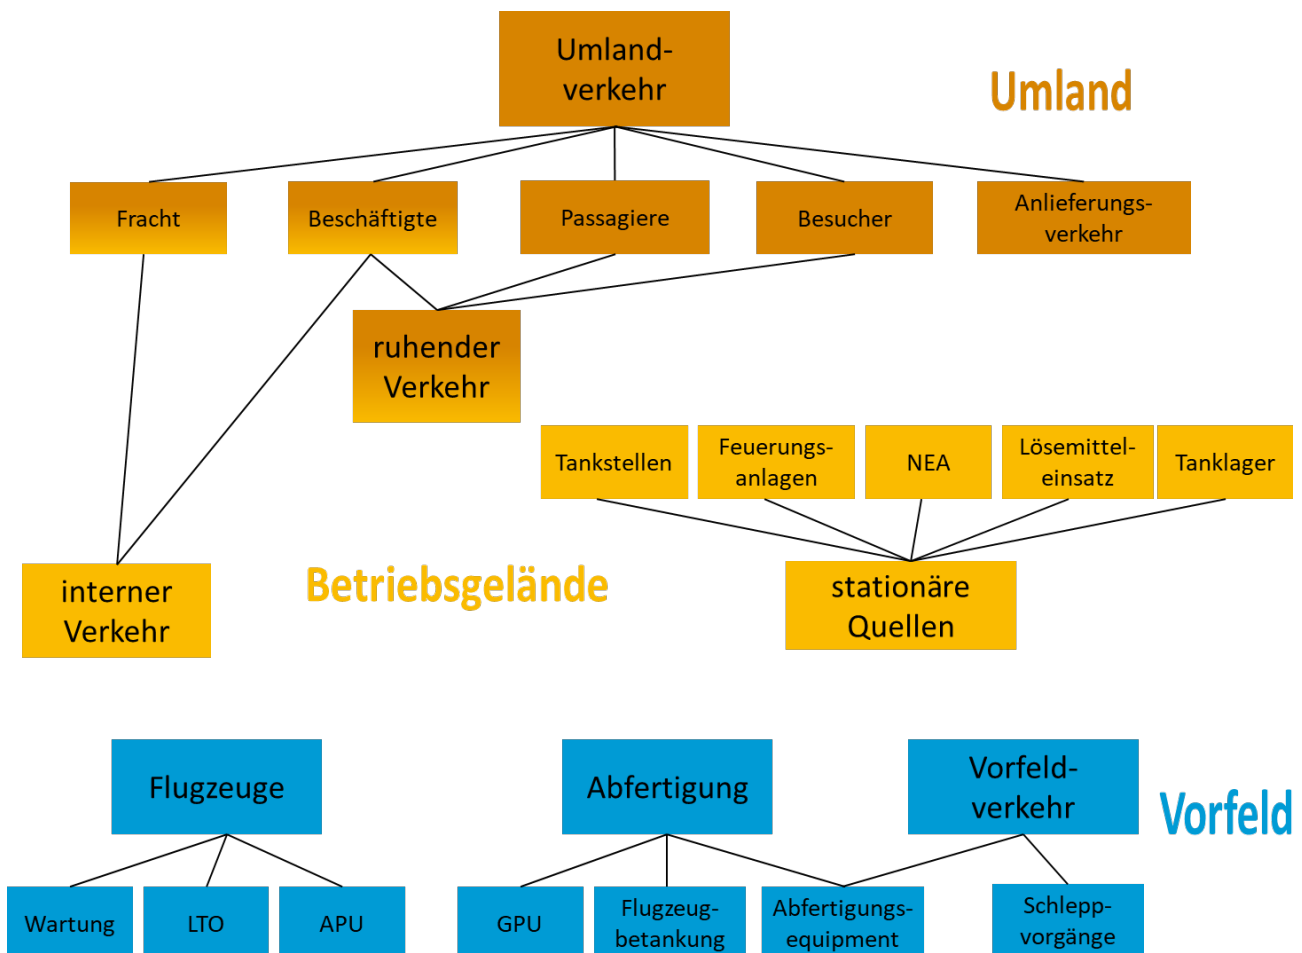 Umland-
verkehr
Umland
Fracht
Beschäftigte
Passagiere
Besucher
Anlieferungs-
verkehr
ruhender
Verkehr
Tankstellen
Feuerungs-
anlagen
NEA
Lösemittel-
einsatz
Tanklager
interner
Verkehr
Betriebsgelände
stationäre
Quellen
Flugzeuge
Abfertigung
Vorfeld-
verkehr
Vorfeld
Wartung
LTO
APU
GPU
Flugzeug-
betankung
Abfertigungs-
equipment
Schlepp-
vorgänge